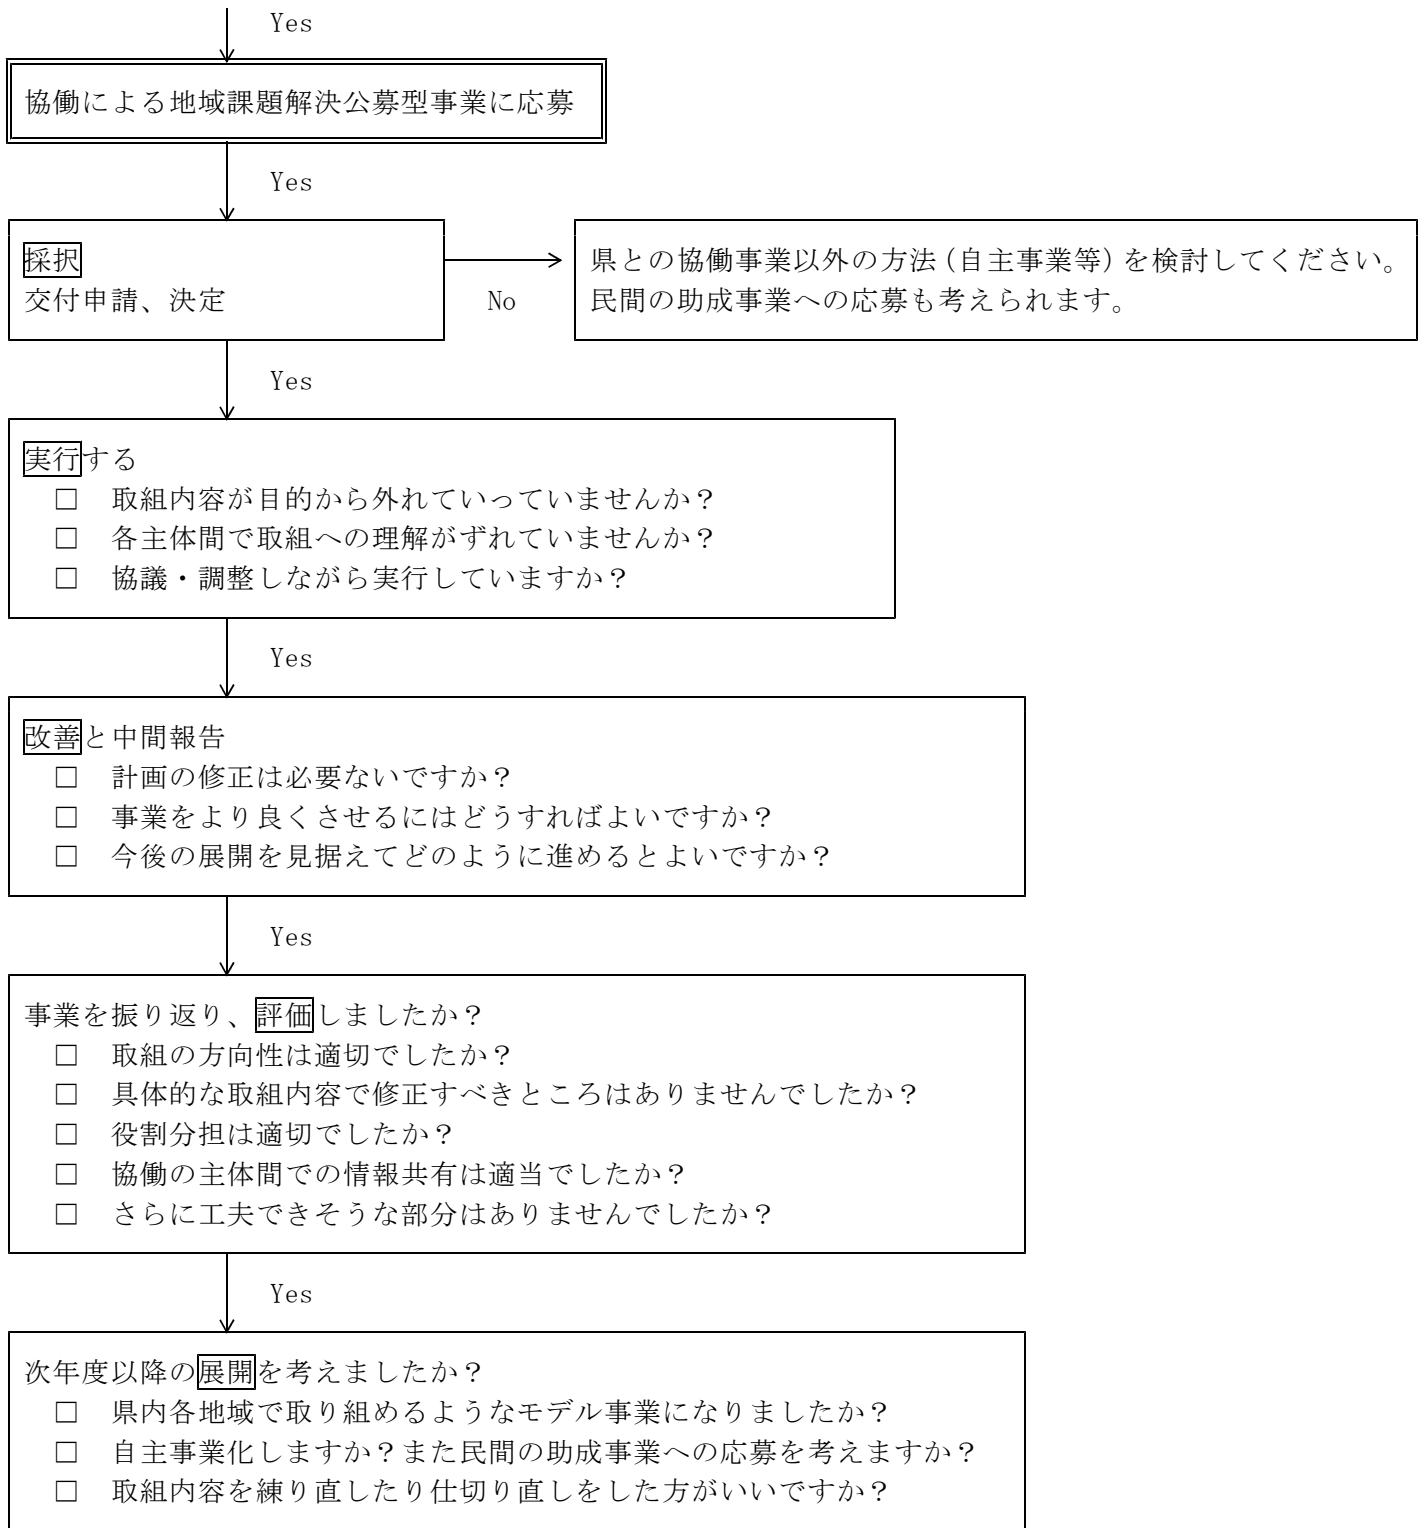 Yes
協働による地域課題解決公募型事業に応募
Yes
採択
交付申請、決定
No
県との協働事業以外の方法(自主事業等)を検討してください。
民間の助成事業への応募も考えられます。
Yes
実行する
□ 取組内容が目的から外れていっていませんか？
□ 各主体間で取組への理解がずれていませんか？
□ 協議・調整しながら実行していますか？
Yes
改善と中間報告
□ 計画の修正は必要ないですか？
□ 事業をより良くさせるにはどうすればよいですか？
□ 今後の展開を見据えてどのように進めるとよいですか？
Yes
事業を振り返り、評価しましたか？
□ 取組の方向性は適切でしたか？
□ 具体的な取組内容で修正すべきところはありませんでしたか？
□ 役割分担は適切でしたか？
□ 協働の主体間での情報共有は適当でしたか？
□ さらに工夫できそうな部分はありませんでしたか？
Yes
次年度以降の展開を考えましたか？
□ 県内各地域で取り組めるようなモデル事業になりましたか？
□ 自主事業化しますか？また民間の助成事業への応募を考えますか？
□ 取組内容を練り直したり仕切り直しをした方がいいですか？